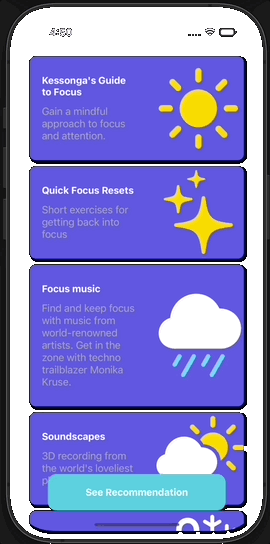 4:50
Kessonga's Guide
to Focus
Gain a mindful
approach to focus
and attention.
Quick Focus Resets
Short exercises for
getting back into
focus
Focus music
Find and keep focus
with music from
world-renowned
artists. Get in the
zone with techno
trailblazer Monika
Kruse.
Soundscapes
3D recording from
the world's loveliest
See Recommendation